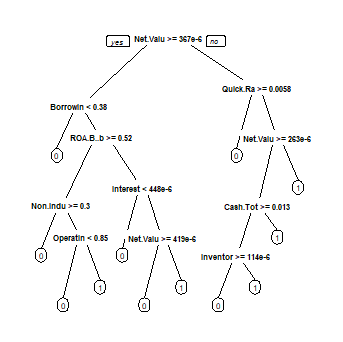 yes Net.Valu >= 367e-6 no
Quick.Ra >= 0.0058
Borrowin < 0.38
ROA.B..b >= 0.52
Net.Valu >= 263e-6
0
0
Interest < 448e-6
1
Non.Indu >= 0.3
Cash.Tot >= 0.013
Operatin < 0.85
Net.Valu >= 419e-6
1
0
0
Inventor >= 114e-6
1
1
1
0
0
0